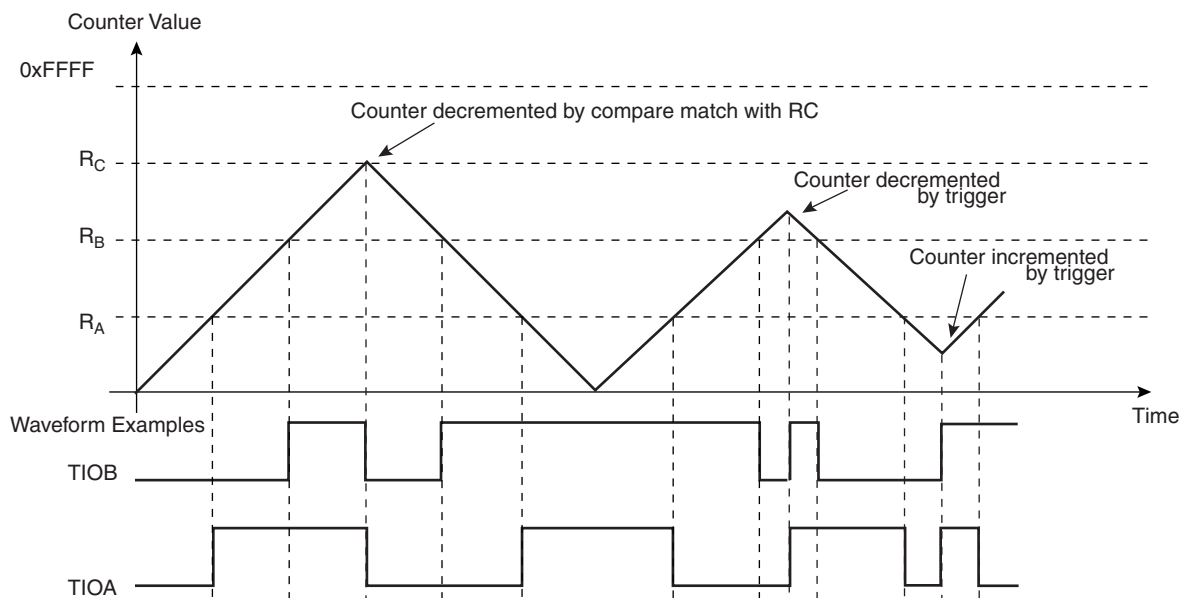 Counter Value
0xFFFF
Counter decremented by compare match with RC
RC
Counter decremented
by trigger
RB
Counter incremented
by trigger
RA
Time
Waveform Examples
TIOB
TIOA